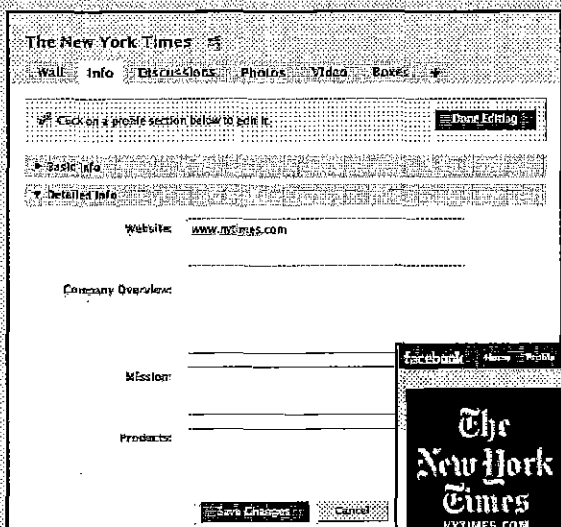 The New York Times
Wall Info Discussions Photos Video Boxes +
Click on a profile section below to edit it.
Done Editing
Basic Info
Detailed Info
Website: www.nytimes.com
Company Overview:
Mission:
Products:
Save Changes Cancel
facebook Home Profile
The
New York
Times
NYTIMES.COM